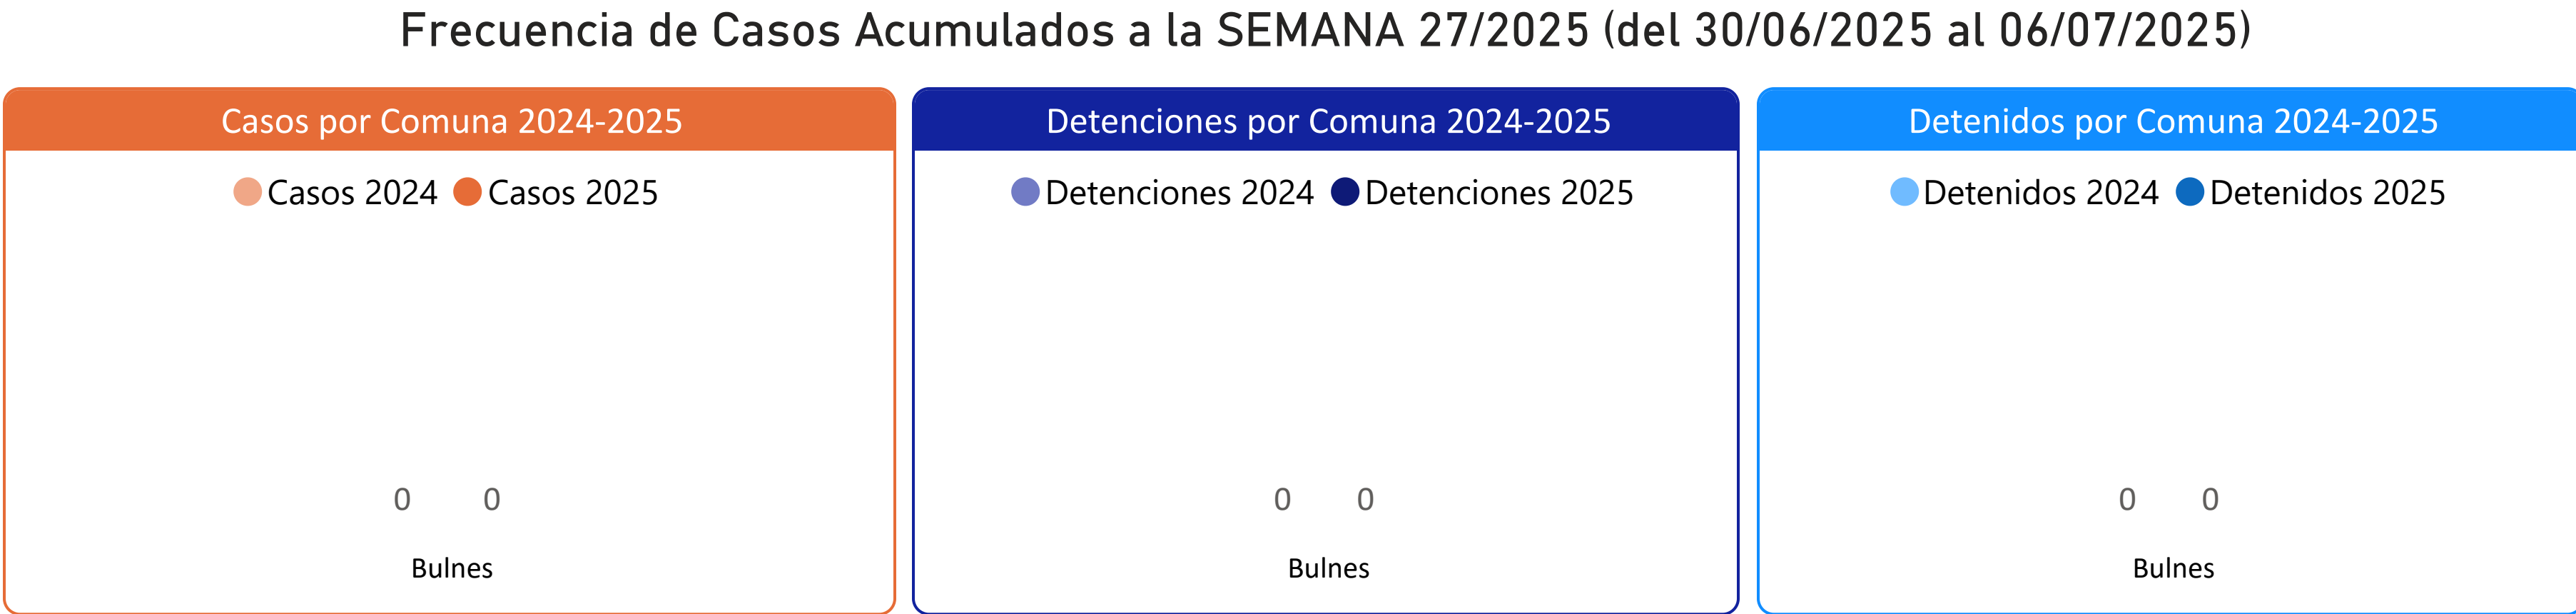 Frecuencia de Casos Acumulados a la SEMANA 27/2025 (del 30/06/2025 al 06/07/2025)
Casos por Comuna 2024-2025
Casos 2024 Casos 2025
0 0
Bulnes
Detenciones por Comuna 2024-2025
Detenciones 2024 Detenciones 2025
0 0
Bulnes
Detenidos por Comuna 2024-2025
Detenidos 2024 Detenidos 2025
0 0
Bulnes